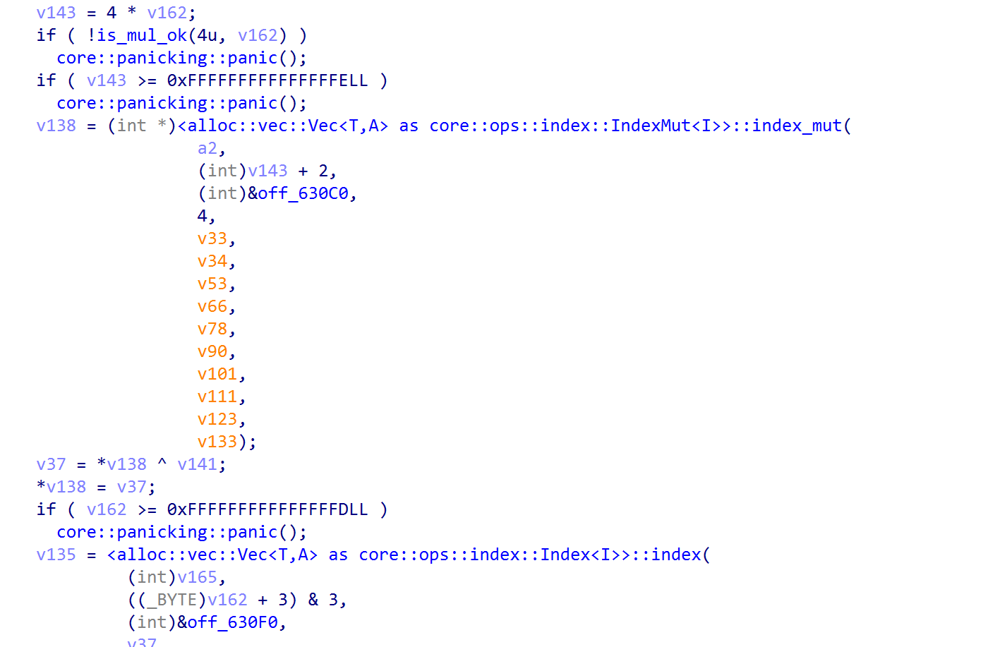 v143 = 4 * v162;
if ( !is_mul_ok(4u, v162) )
core::panicking::panic();
if ( v143 >= 0xFFFFFFFFFFFFFFFELL )
core::panicking::panic();
v138 = (int *)<alloc::vec::Vec<T,A> as core::ops::index::IndexMut<I>>::index_mut(
a2,
(int)v143 + 2,
(int)&off_630C0,
4,
v33,
v34,
v53,
v66,
v78,
v90,
v101,
v111,
v123,
v133);
v37 = *v138 ^ v141;
*v138 = v37;
if ( v162 >= 0xFFFFFFFFFFFFFFFDLL )
core::panicking::panic();
v135 = <alloc::vec::Vec<T,A> as core::ops::index::Index<I>>::index(
(int)v165,
((_BYTE)v162 + 3) & 3,
(int)&off_630F0,
v37